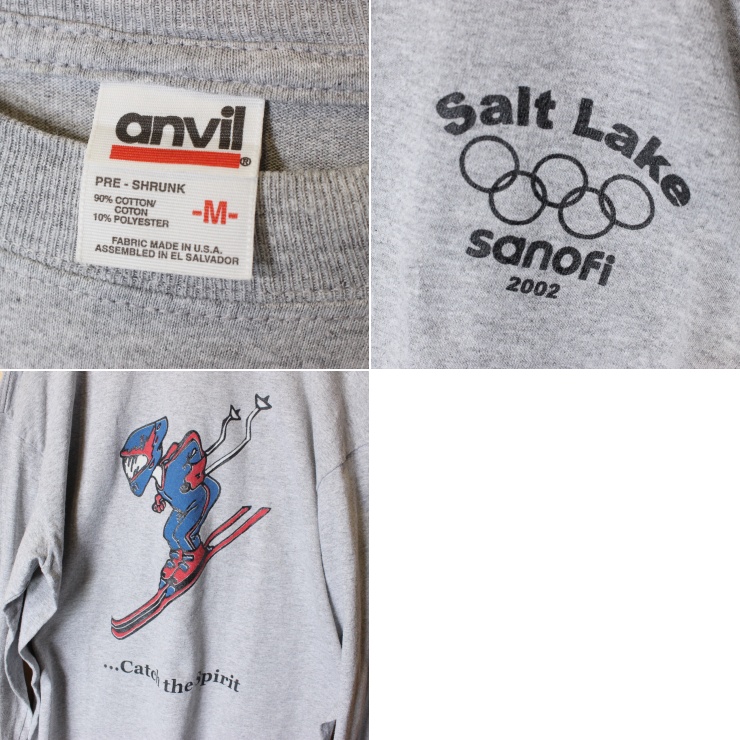 anvil®
PRE - SHRUNK
90% COTTON/
COTON
10% POLYESTER
-M-
FABRIC MADE IN U.S.A.
ASSEMBLED IN EL SALVADOR
Salt Lake
sanofi
2002
...Catch the Spirit